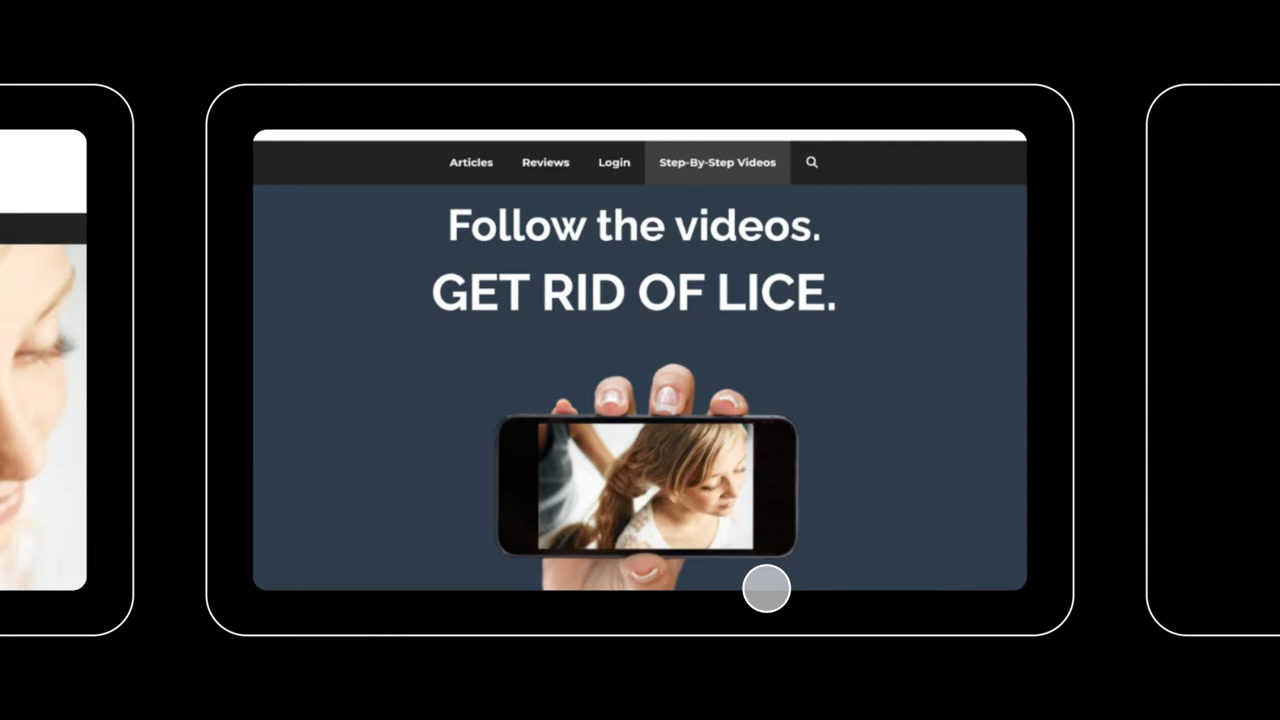 Articles Reviews Login Step-By-Step Videos
Follow the videos.
GET RID OF LICE.